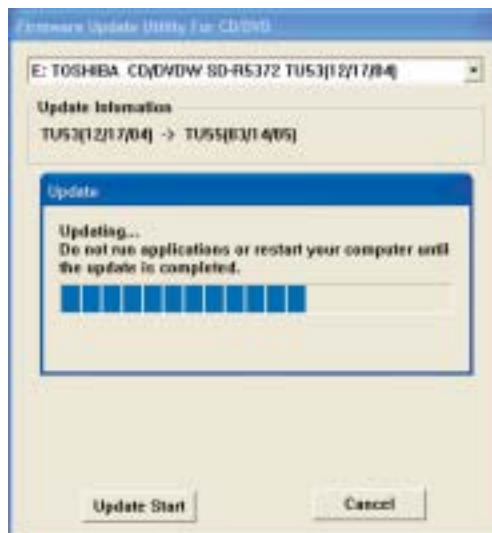 Firmware Update Utility For CD/DVD
E: TOSHIBA CD/DVDW SD-R5372 TU53(12/17/04)
Update Information
TU53(12/17/04) -> TU55(03/14/05)
Update
Updating...
Do not run applications or restart your computer until
the update is completed.
Update Start
Cancel